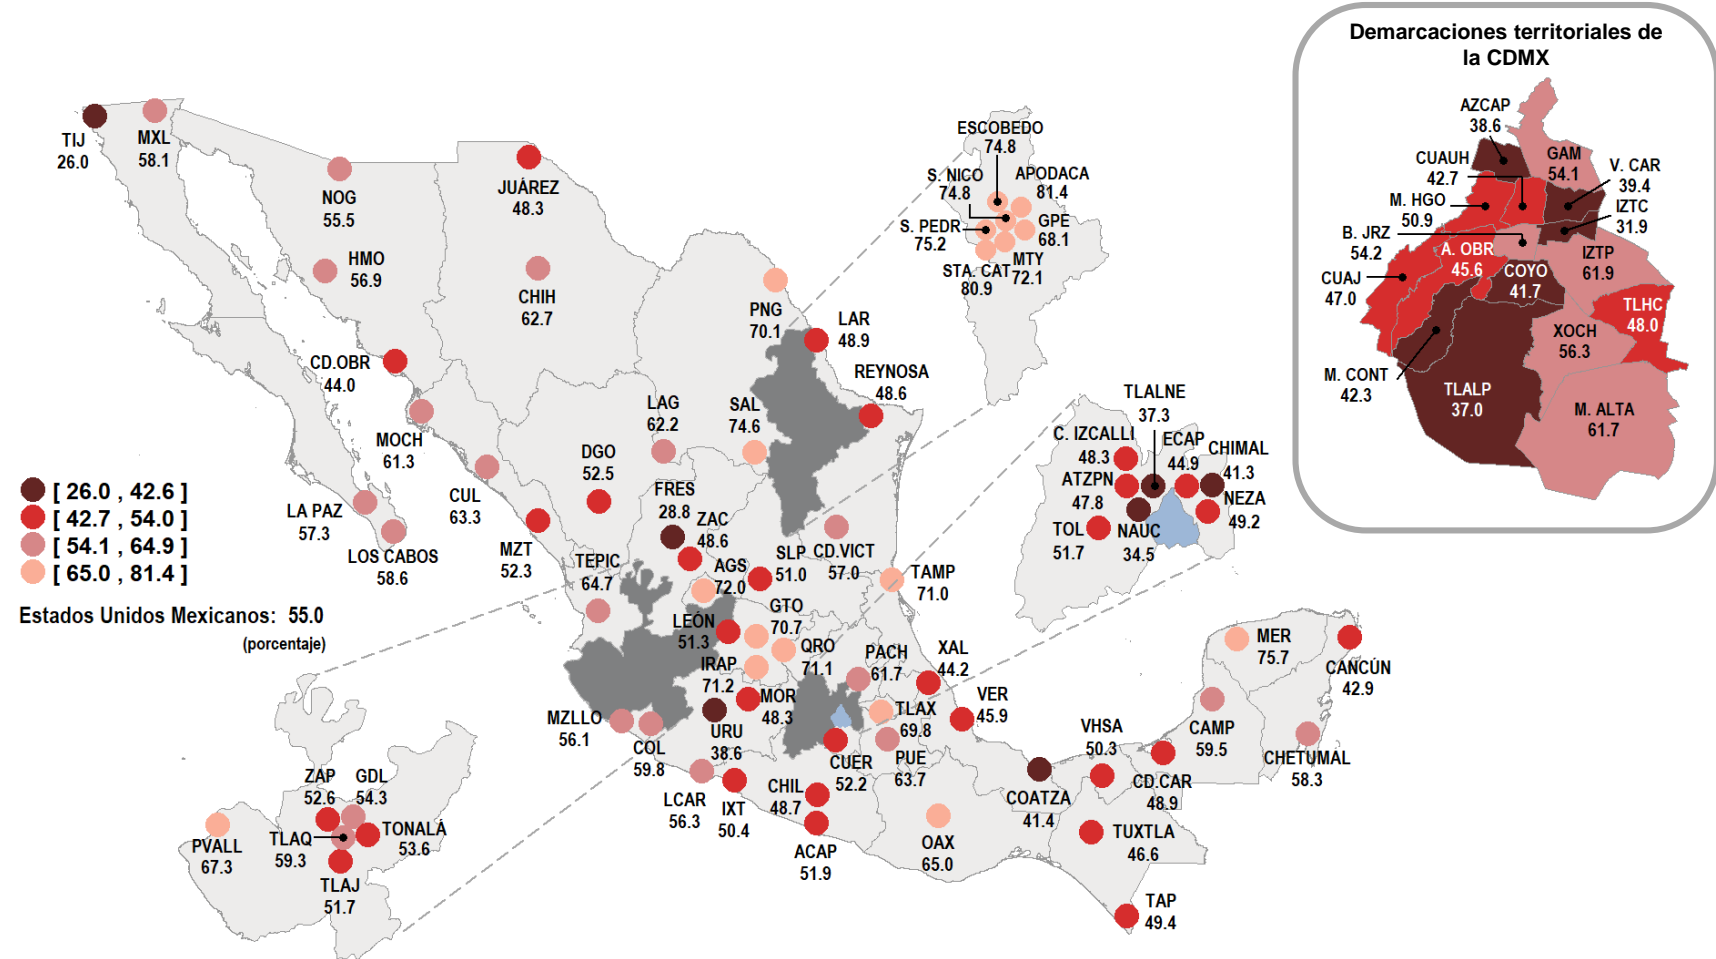 Demarcaciones territoriales de
la CDMX
AZCAP
38.6
CUAUH
42.7
GAM
54.1
V. CAR
39.4
M. HGO
50.9
IZTC
31.9
B. JRZ
54.2
A. OBR
45.6
IZTP
61.9
CUAJ
47.0
COYO
41.7
TLHC
48.0
XOCH
56.3
M. CONT
42.3
TLALP
37.0
M. ALTA
61.7
TIJ
26.0
MXL
58.1
NOG
55.5
JUÁREZ
48.3
HMO
56.9
CHIH
62.7
CD.OBR
44.0
MOCH
61.3
LA PAZ
57.3
LOS CABOS
58.6
CUL
63.3
MZT
52.3
DGO
52.5
LAG
62.2
SAL
74.6
PNG
70.1
LAR
48.9
REYNOSA
48.6
ESCOBEDO
74.8
S. NICO
74.8
APODACA
81.4
S. PEDR
75.2
GPE
68.1
STA. CAT
80.9
MTY
72.1
FRES
28.8
ZAC
48.6
TEPIC
64.7
AGS
72.0
SLP
51.0
CD.VICT
57.0
TAMP
71.0
LEÓN
51.3
GTO
70.7
QRO
71.1
IRAP
71.2
PACH
61.7
XAL
44.2
MOR
48.3
URU
38.6
TLAX
69.8
VER
45.9
MZLLO
56.1
COL
59.8
LCAR
56.3
IXT
50.4
CHIL
48.7
CUER
52.2
PUE
63.7
ACAP
51.9
OAX
65.0
COATZA
41.4
VHSA
50.3
CD.CAR
48.9
TUXTLA
46.6
TAP
49.4
CAMP
59.5
MER
75.7
CANCÚN
42.9
CHETUMAL
58.3
TLALNE
37.3
C. IZCALLI
48.3
ECAP
44.9
CHIMAL
41.3
ATZPN
47.8
NEZA
49.2
TOL
51.7
NAUC
34.5
ZAP
52.6
GDL
54.3
PVALL
67.3
TLAQ
59.3
TONALÁ
53.6
TLAJ
51.7
[ 26.0 , 42.6 ]
[ 42.7 , 54.0 ]
[ 54.1 , 64.9 ]
[ 65.0 , 81.4 ]
Estados Unidos Mexicanos: 55.0
(porcentaje)